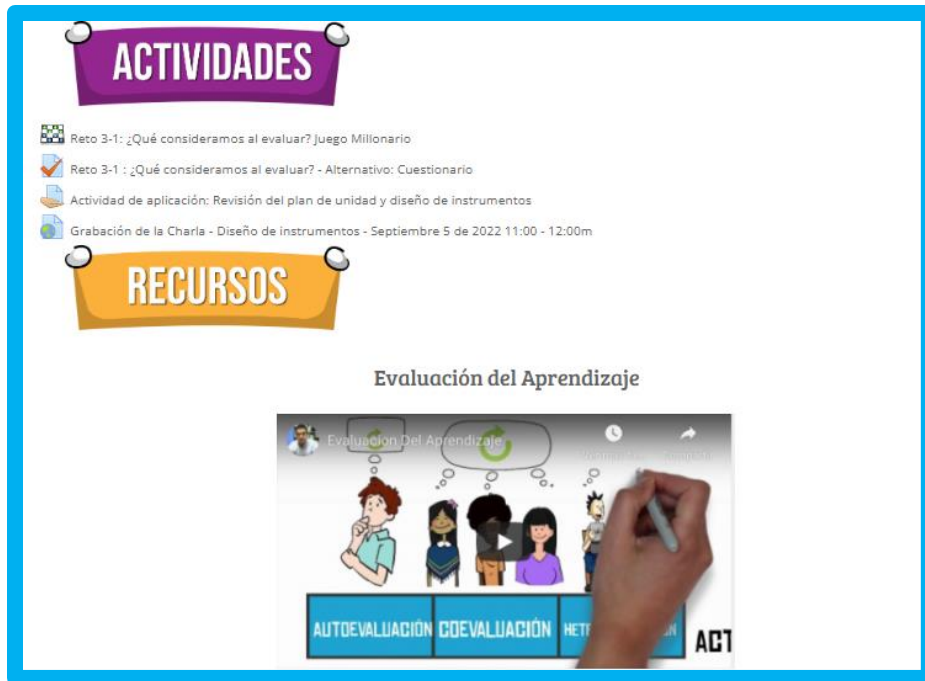 ACTIVIDADES
Reto 3-1: ¿Qué consideramos al evaluar? Juego Millonario
Reto 3-1 : ¿Qué consideramos al evaluar? - Alternativo: Cuestionario
Actividad de aplicación: Revisión del plan de unidad y diseño de instrumentos
Grabación de la Charla - Diseño de instrumentos - Septiembre 5 de 2022 11:00 - 12:00m
RECURSOS
Evaluación del Aprendizaje
Evaluacion Del Aprendizaje
AUTOEVALUACIÓN COEVALUACIÓN HET
ACT